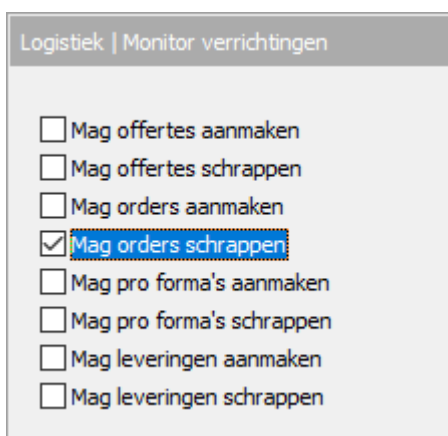 Logistiek | Monitor verrichtingen
Mag offertes aanmaken
Mag offertes schrappen
Mag orders aanmaken
Mag orders schrappen
Mag pro forma's aanmaken
Mag pro forma's schrappen
Mag leveringen aanmaken
Mag leveringen schrappen